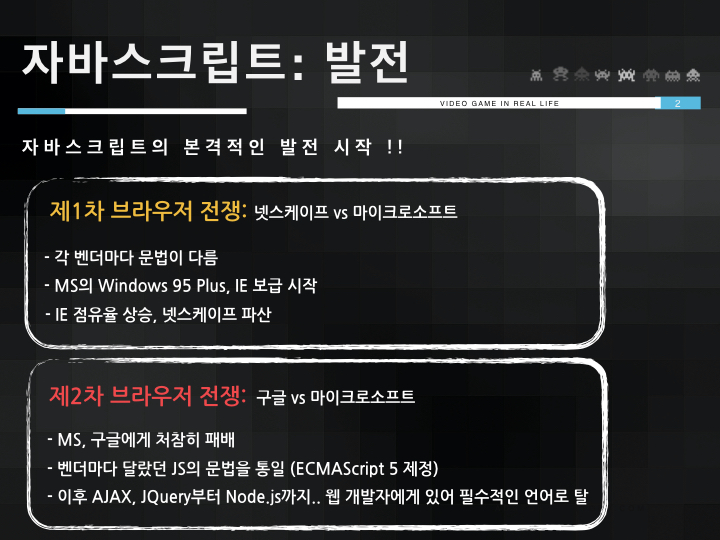 자바스크립트: 발전
VIDEO GAME IN REAL LIFE
2
자바스크립트의 본격적인 발전 시작 !!
제1차 브라우저 전쟁: 넷스케이프 vs 마이크로소프트
- 각 벤더마다 문법이 다름
- MS의 Windows 95 Plus, IE 보급 시작
- IE 점유율 상승, 넷스케이프 파산
제2차 브라우저 전쟁: 구글 vs 마이크로소프트
- MS, 구글에게 처참히 패배
- 벤더마다 달랐던 JS의 문법을 통일 (ECMAScript 5 제정)
- 이후 AJAX, JQuery부터 Node.js까지.. 웹 개발자에게 있어 필수적인 언어로 탈